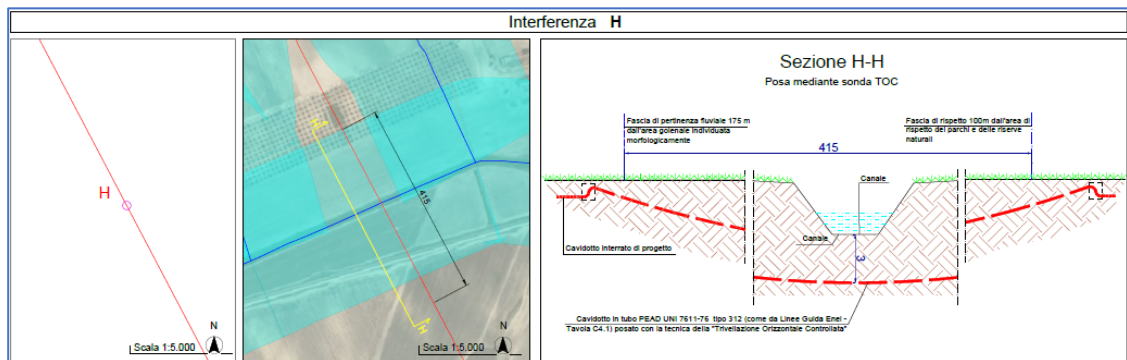 Interferenza H
H
N
Scala 1:5.000
H
415
H
N
Scala 1:5.000
Sezione H-H
Posa mediante sonda TOC
Fascia di pertinenza fluviale 175 m
dall'area golenale individuata
morfologicamente
Fascia di rispetto 100m dall'area di
rispetto dei parchi e delle riserve
naturali
415
Canale
Canale
Cavidotto interrato di progetto
3
Cavidotto in tubo PEAD UNI 7611-76 tipo 312 (come da Linee Guida Enel -
Tavola C4.1) posato con la tecnica della "Trivellazione Orizzontale Controllata"